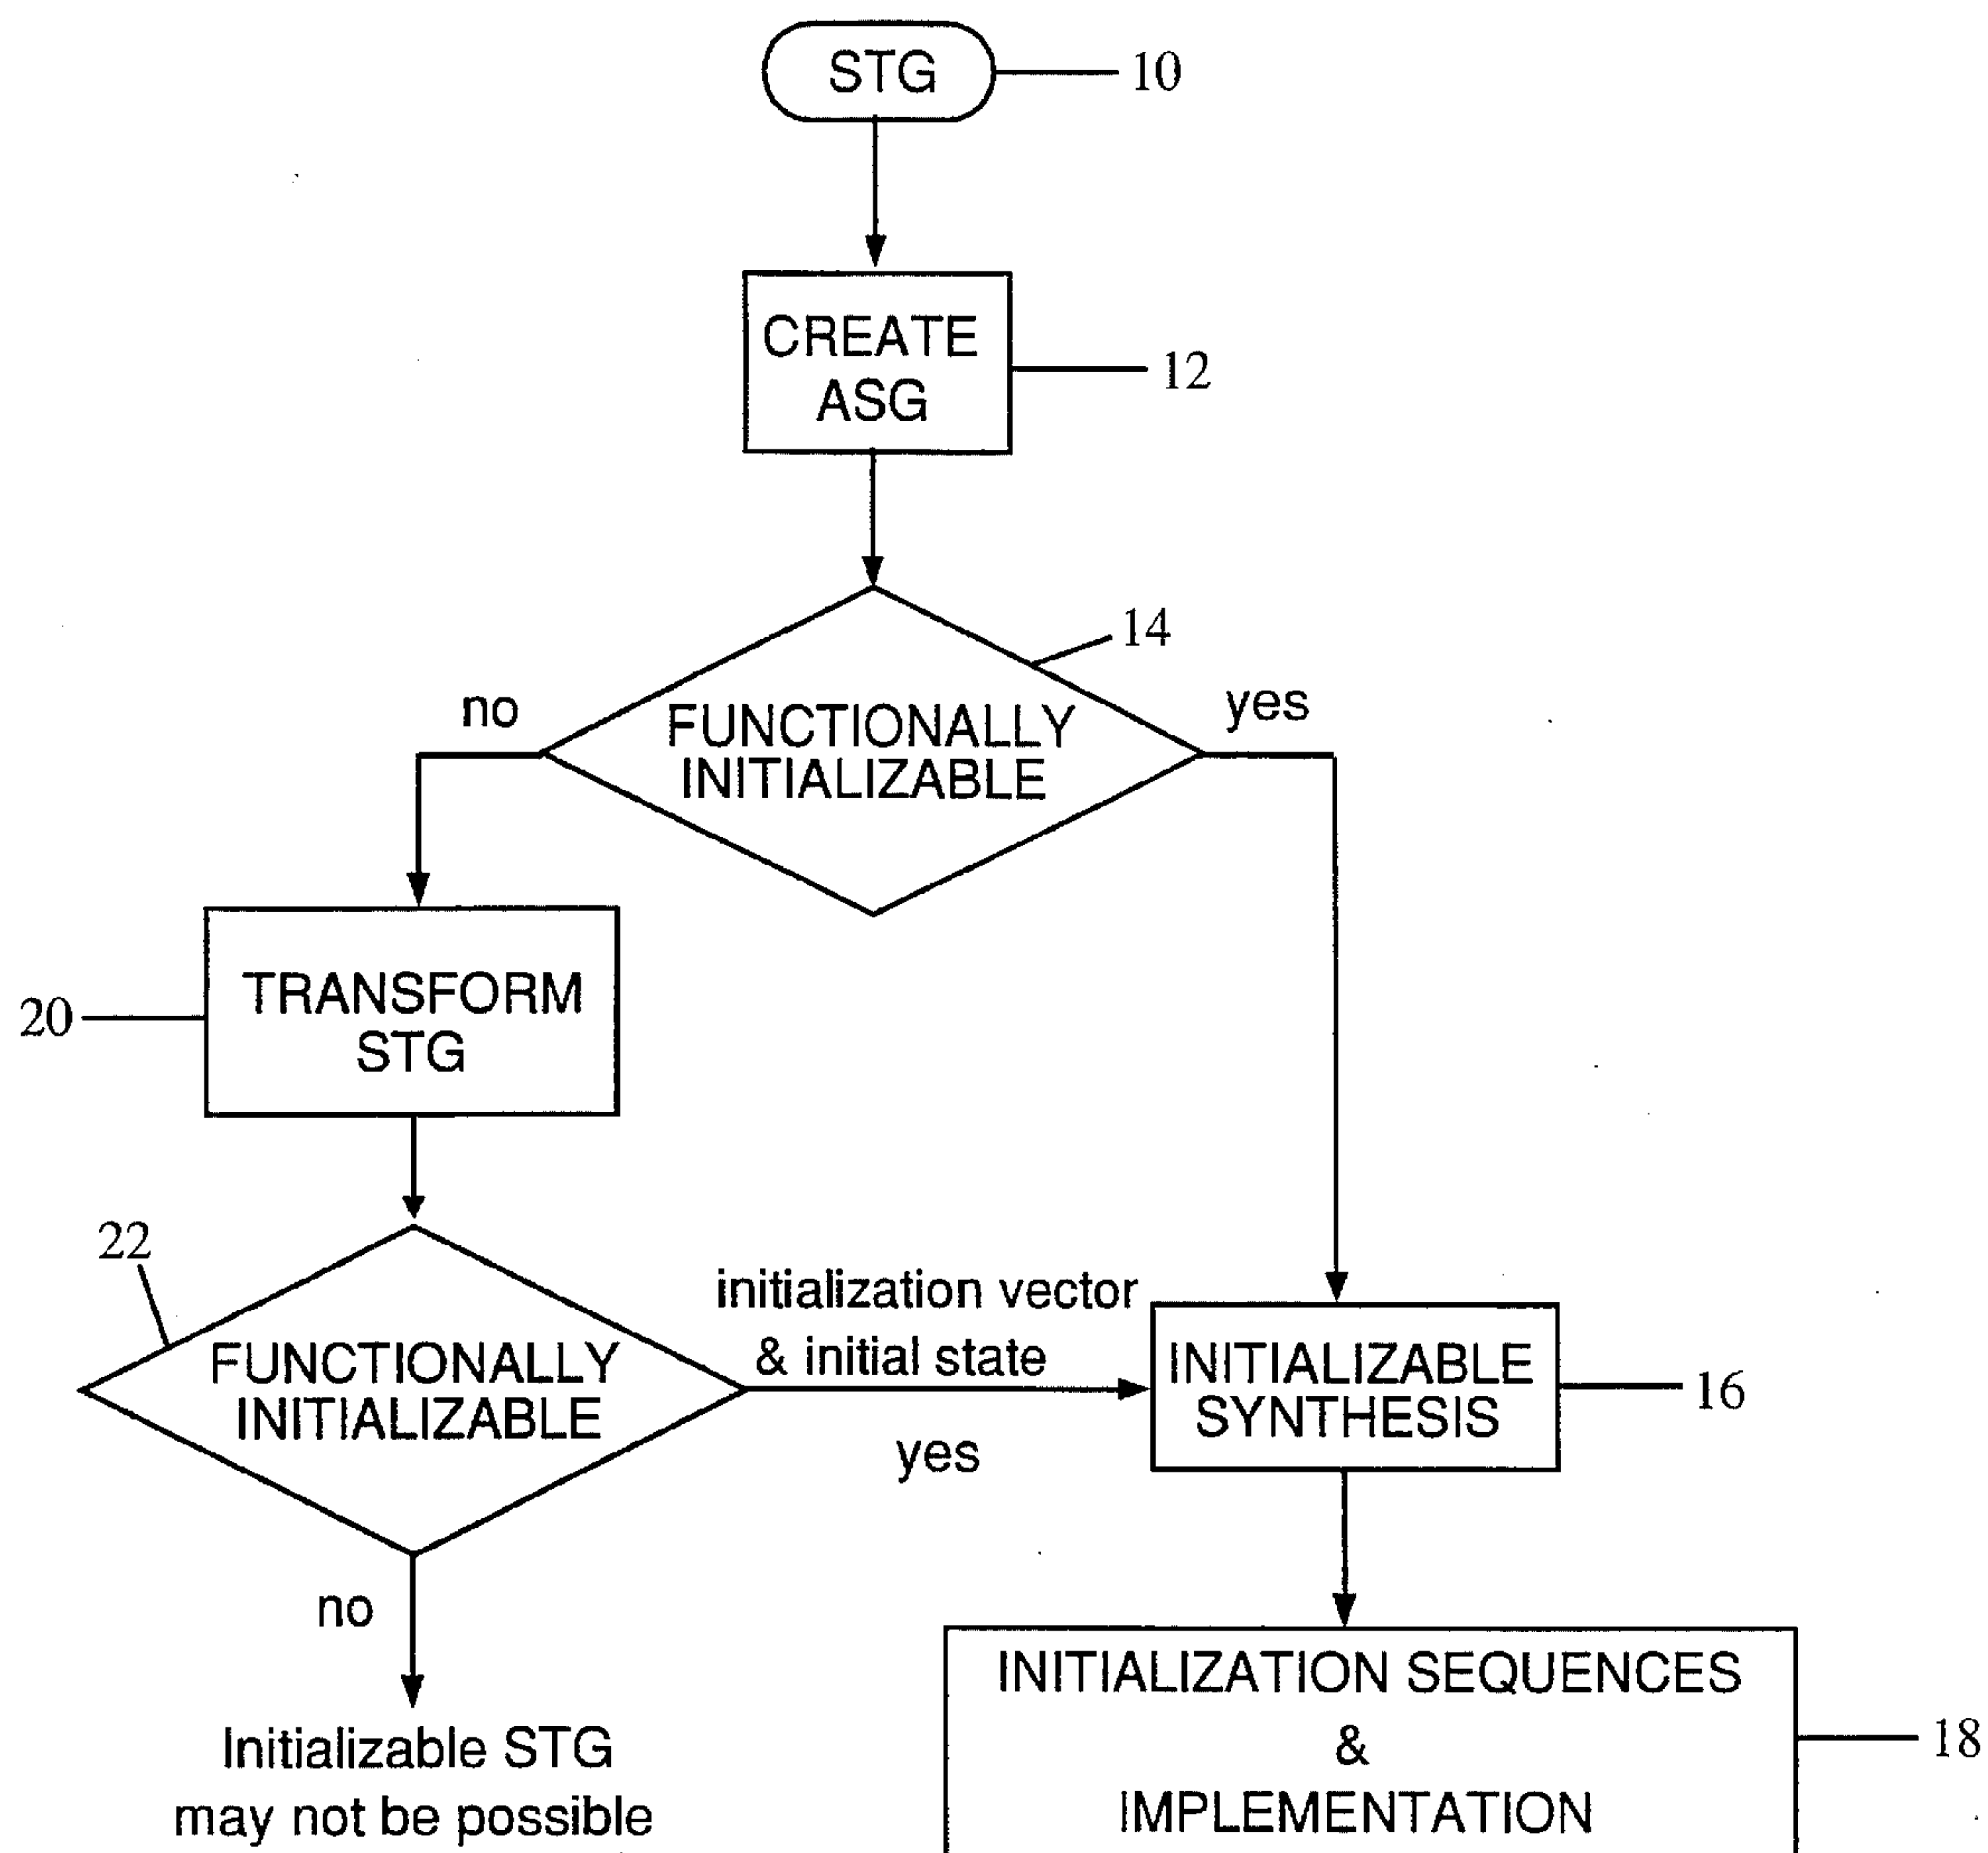 STG
10
CREATE
ASG
12
14
no
yes
FUNCTIONALLY
INITIALIZABLE
TRANSFORM
STG
20
22
FUNCTIONALLY
INITIALIZABLE
initialization vector
& initial state
yes
INITIALIZABLE
SYNTHESIS
16
no
Initializable STG
may not be possible
INITIALIZATION SEQUENCES
&
IMPLEMENTATION
18